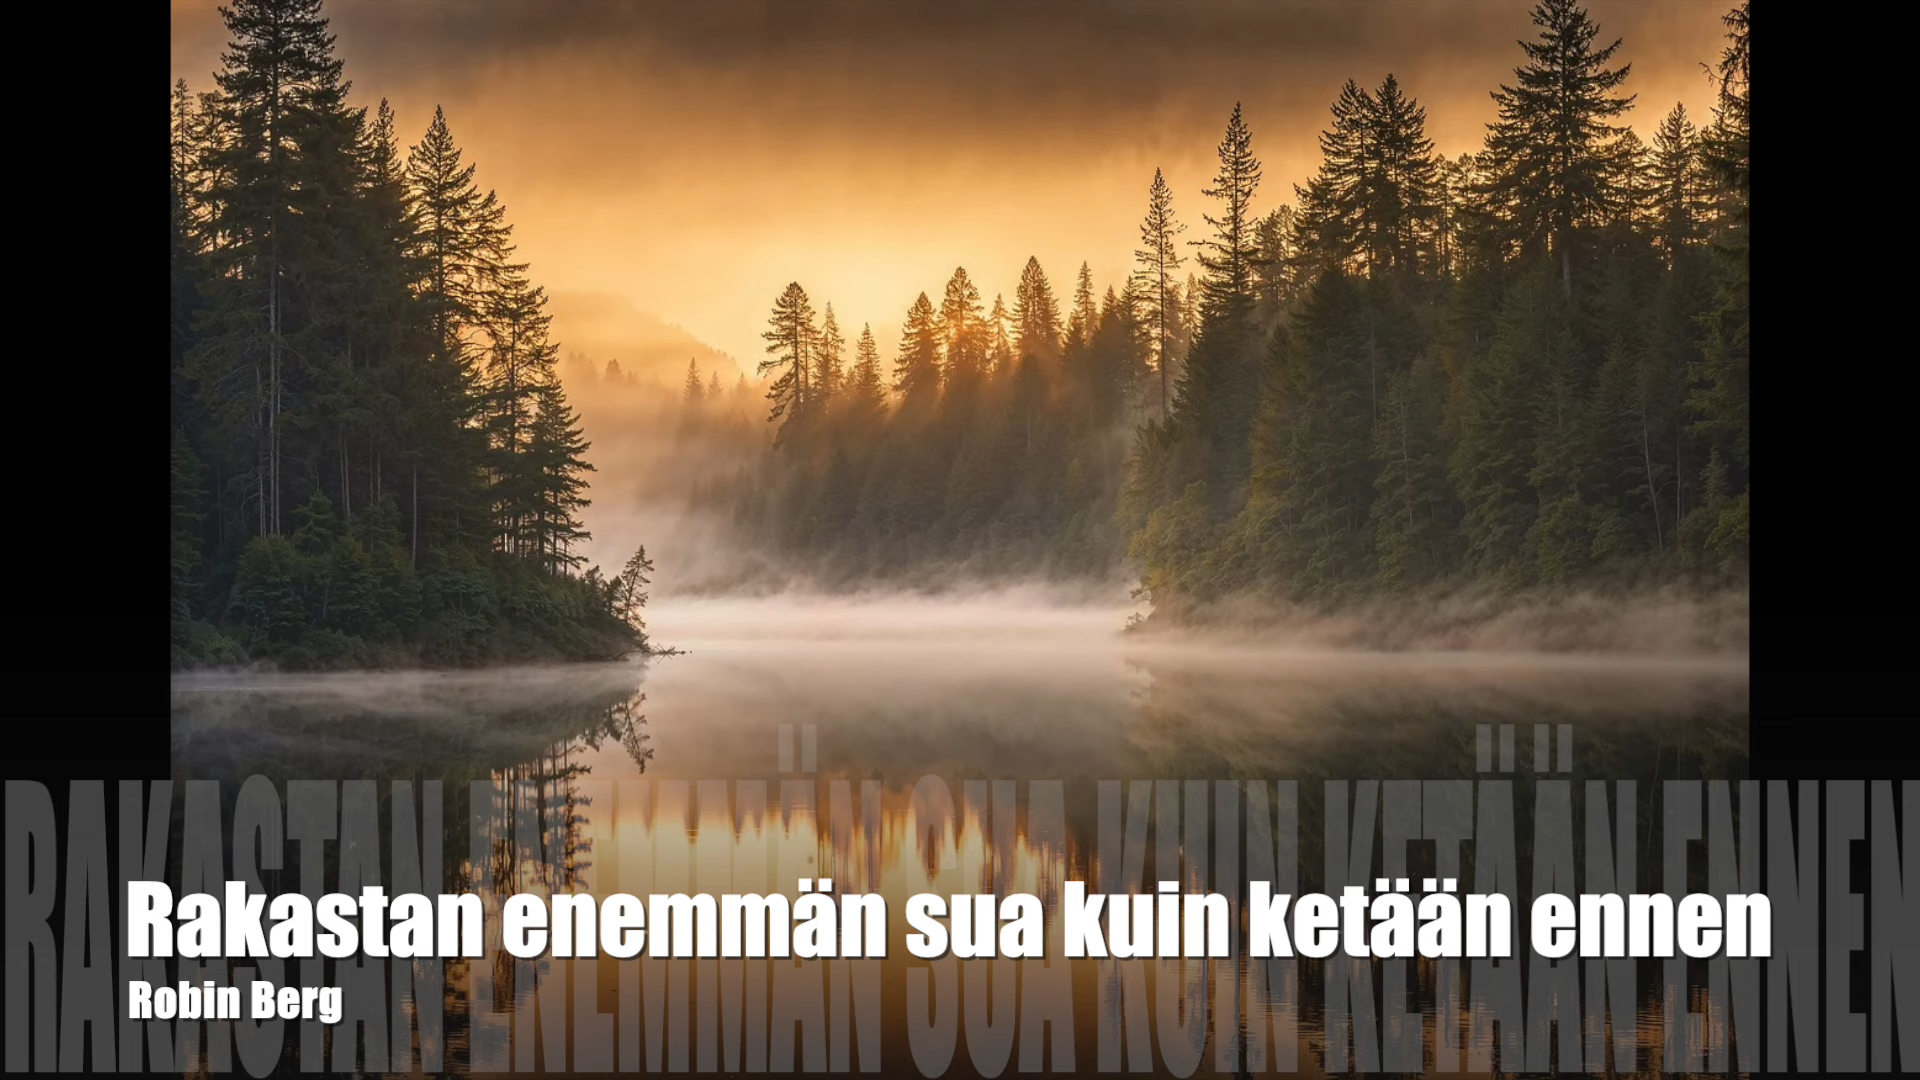 RAKASTAN ENEMMÄN SUA KUIN KETÄÄN ENNEN
Rakastan enemmän sua kuin ketään ennen
Robin Berg